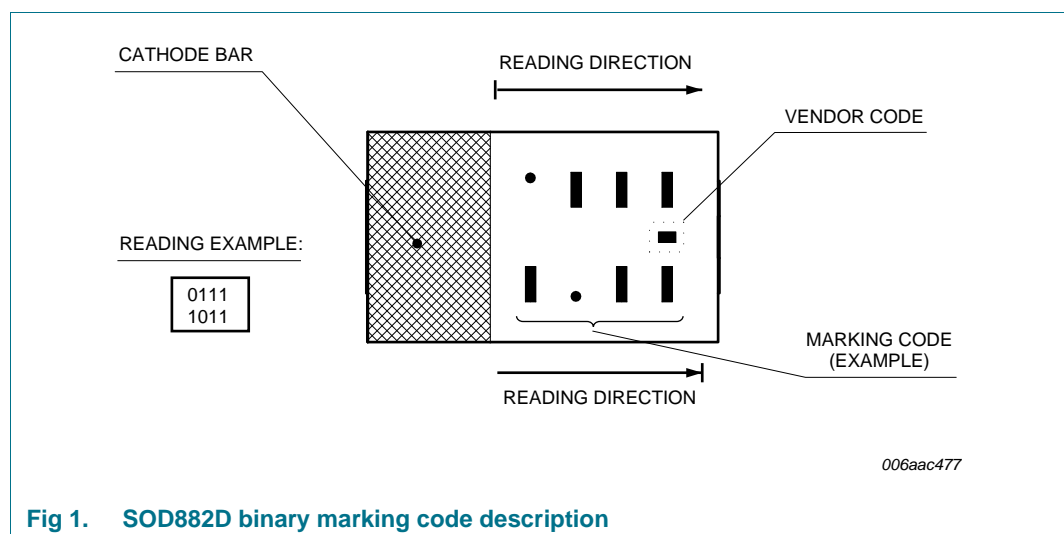 CATHODE BAR
READING DIRECTION
VENDOR CODE
READING EXAMPLE:
0111
1011
MARKING CODE
(EXAMPLE)
READING DIRECTION
006aac477
Fig 1. SOD882D binary marking code description